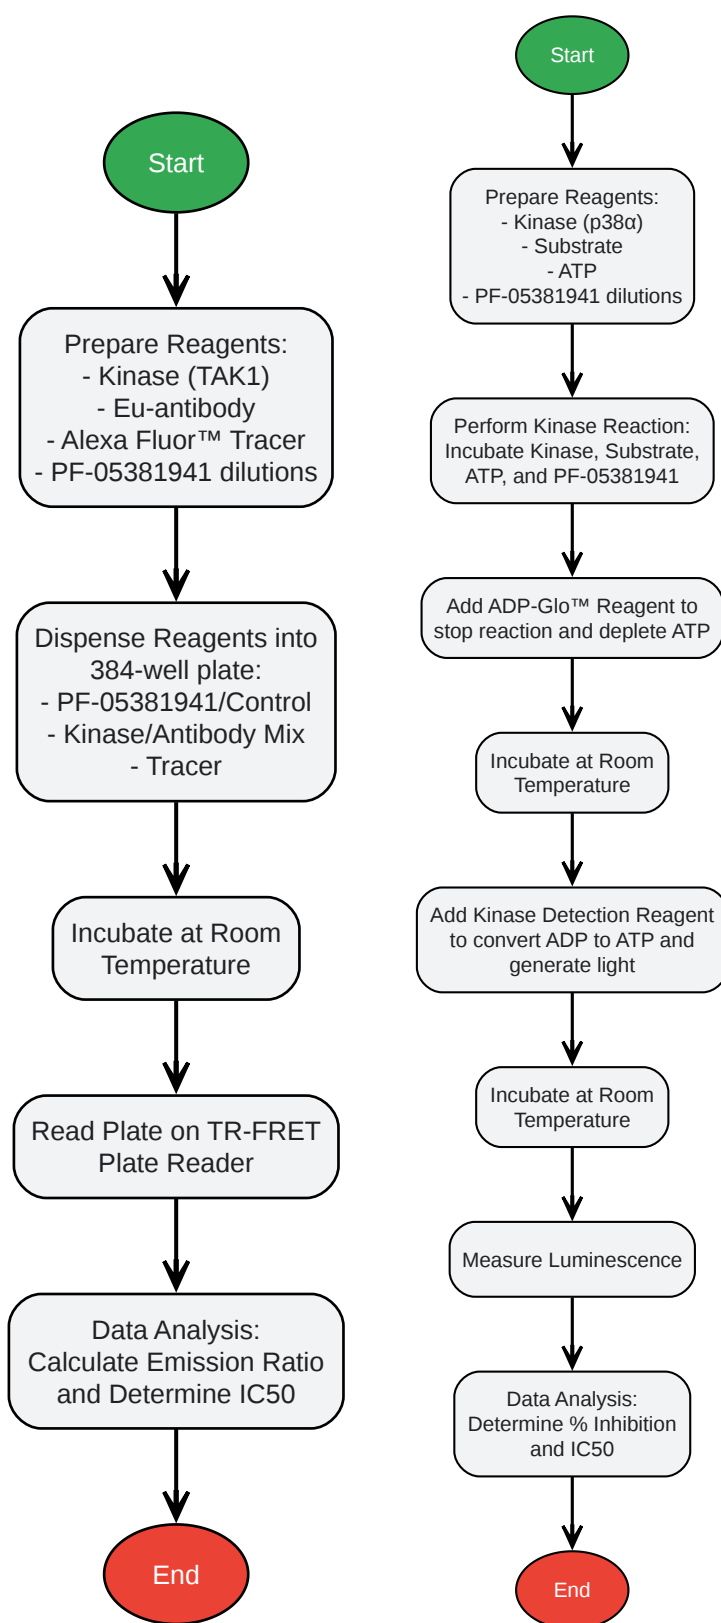 Start
Prepare Reagents:
- Kinase (TAK1)
- Eu-antibody
- Alexa Fluor™ Tracer
- PF-05381941 dilutions
Dispense Reagents into
384-well plate:
- PF-05381941/Control
- Kinase/Antibody Mix
- Tracer
Incubate at Room
Temperature
Read Plate on TR-FRET
Plate Reader
Data Analysis:
Calculate Emission Ratio
and Determine IC50
End
Start
Prepare Reagents:
- Kinase (p38α)
- Substrate
- ATP
- PF-05381941 dilutions
Perform Kinase Reaction:
Incubate Kinase, Substrate,
ATP, and PF-05381941
Add ADP-Glo™ Reagent to
stop reaction and deplete ATP
Incubate at Room
Temperature
Add Kinase Detection Reagent
to convert ADP to ATP and
generate light
Incubate at Room
Temperature
Measure Luminescence
Data Analysis:
Determine % Inhibition
and IC50
End